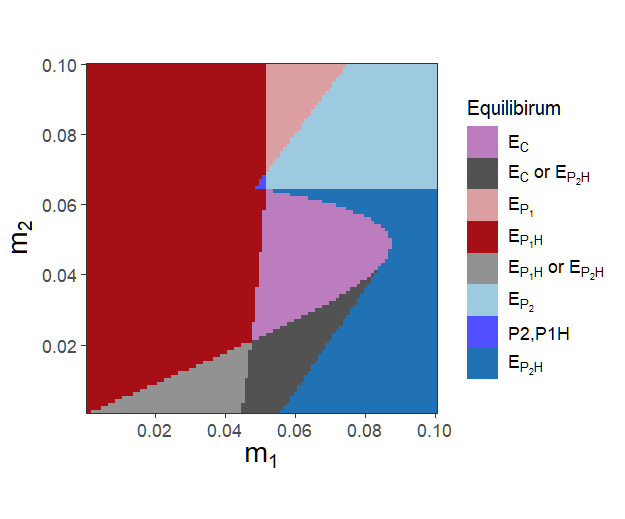 0.10
0.08
0.06
0.04
0.02
m2
0.02 0.04 0.06 0.08 0.10
m1
Equilibirum
EC
EC or EP2H
EP1
EP1H
EP1H or EP2H
EP2
P2,P1H
EP2H